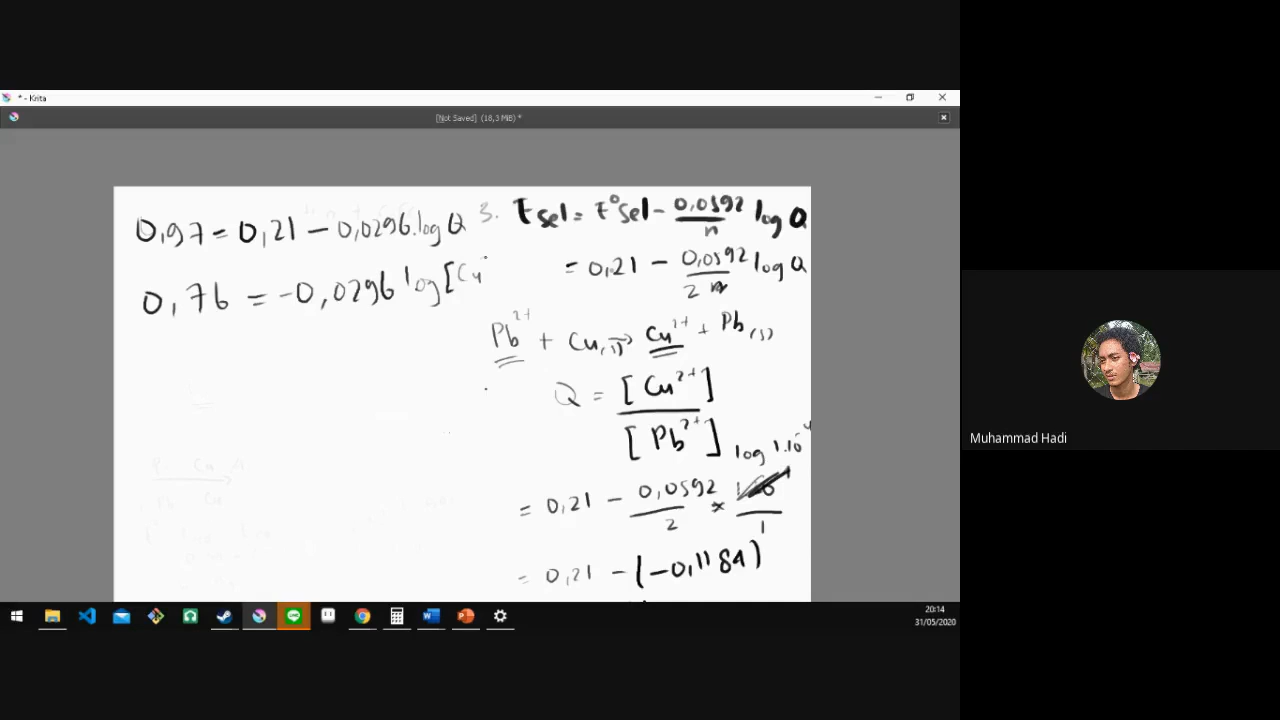 * - Krita
[Not Saved] (18,3 MiB) *
0,97 = 0,21 - 0,0296.log Q
0,76 = -0,0296 log [Cu
3. Esel = E°sel - 0,0592/n log Q
= 0,21 - 0,0592/2 log Q
Pb²⁺ + Cu(s) → Cu²⁺ + Pb(s)
Q = [Cu²⁺]/[Pb²⁺]
log 1.10⁻⁴
= 0,21 - 0,0592/2 × /1
= 0,21 - (-0,1184)
Muhammad Hadi
20:14
31/05/2020